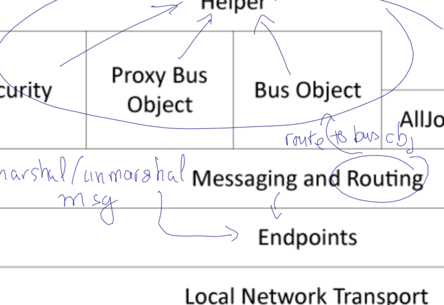 Helper
curity
Proxy Bus
Object
Bus Object
AllJo
route to bus obj
marshal/unmarshal
msg
Messaging and Routing
Endpoints
Local Network Transport